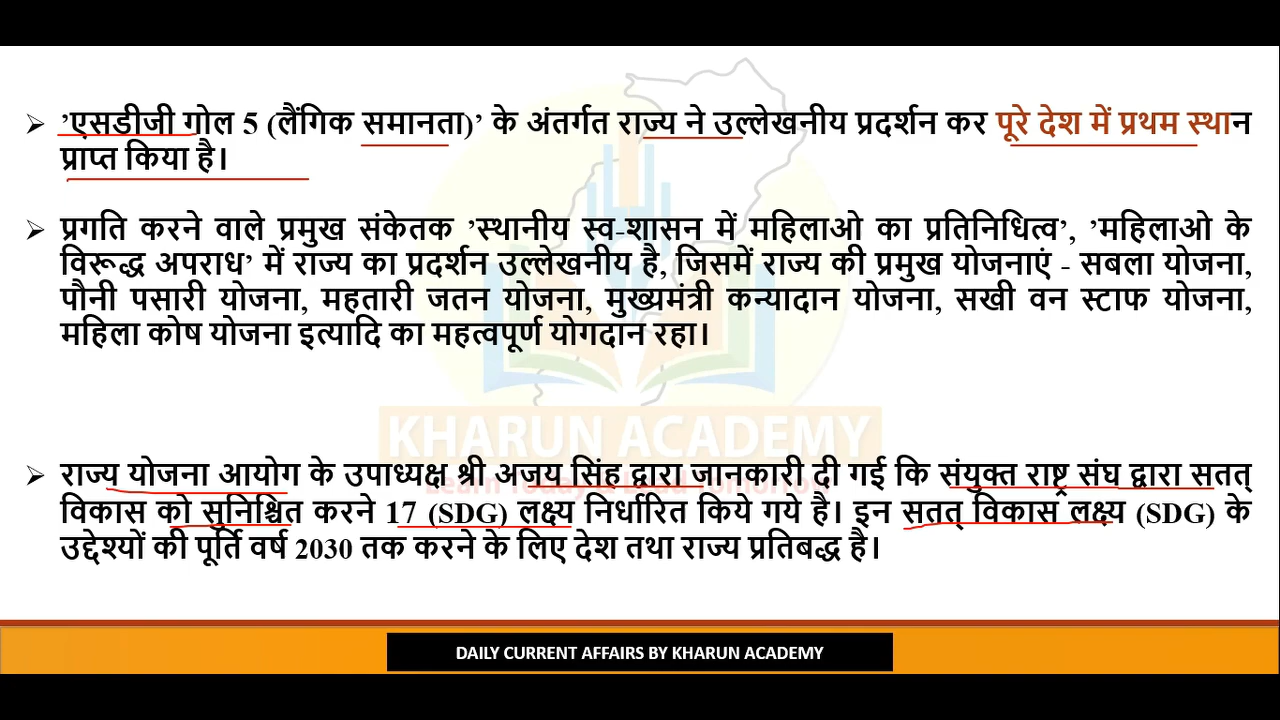 ➢ ’एसडीजी गोल 5 (लैंगिक समानता)’ के अंतर्गत राज्य ने उल्लेखनीय प्रदर्शन कर पूरे देश में प्रथम स्थान
प्राप्त किया है।
➢ प्रगति करने वाले प्रमुख संकेतक ’स्थानीय स्व-शासन में महिलाओ का प्रतिनिधित्व’, ’महिलाओ के
विरूद्ध अपराध’ में राज्य का प्रदर्शन उल्लेखनीय है, जिसमें राज्य की प्रमुख योजनाएं - सबला योजना,
पौनी पसारी योजना, महतारी जतन योजना, मुख्यमंत्री कन्यादान योजना, सखी वन स्टाफ योजना,
महिला कोष योजना इत्यादि का महत्वपूर्ण योगदान रहा।
KHARUN ACADEMY
➢ राज्य योजना आयोग के उपाध्यक्ष श्री अजय सिंह द्वारा जानकारी दी गई कि संयुक्त राष्ट्र संघ द्वारा सतत्
विकास को सुनिश्चित करने 17 (SDG) लक्ष्य निर्धारित किये गये है। इन सतत् विकास लक्ष्य (SDG) के
उद्देश्यों की पूर्ति वर्ष 2030 तक करने के लिए देश तथा राज्य प्रतिबद्ध है।
DAILY CURRENT AFFAIRS BY KHARUN ACADEMY